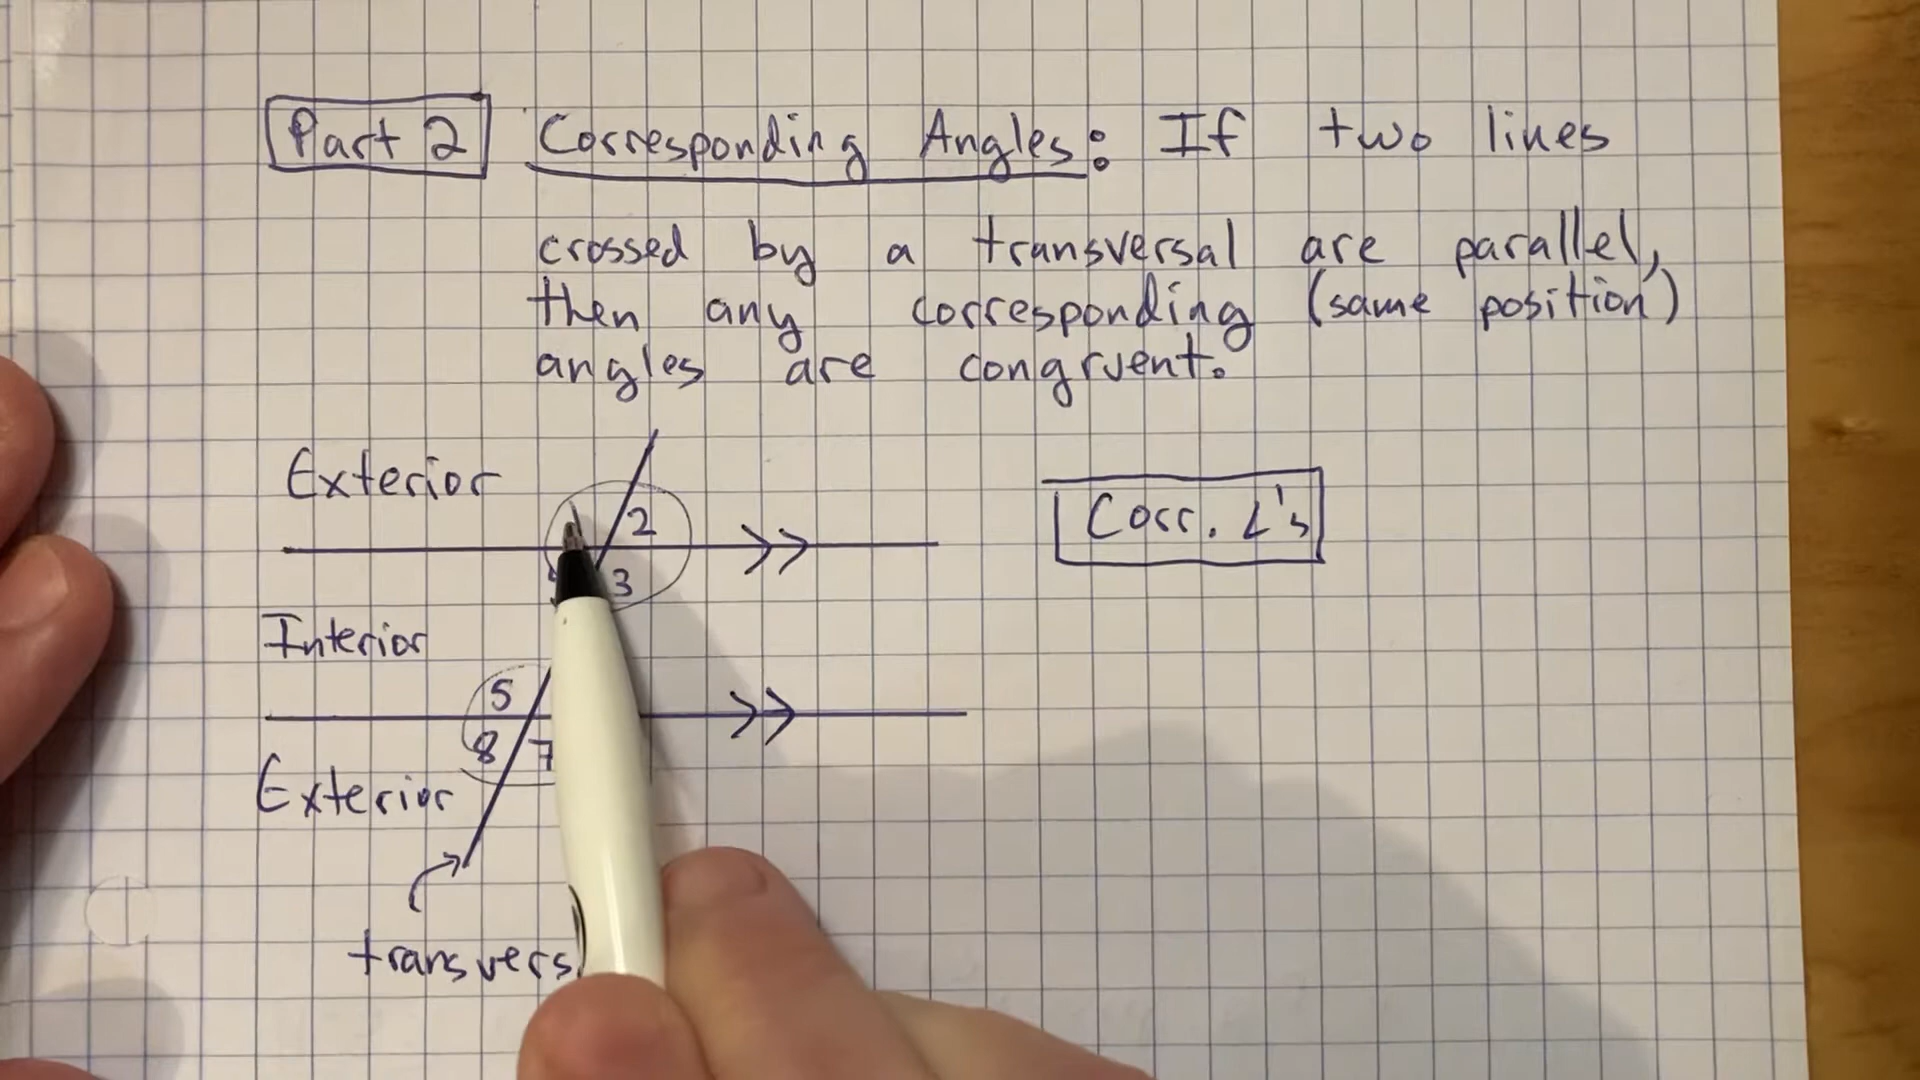 Part 2 Corresponding Angles: If two lines
crossed by a transversal are parallel,
then any corresponding (same position)
angles are congruent.
Exterior
2
Corr. ∠'s
3
Interior
5
8 7
Exterior